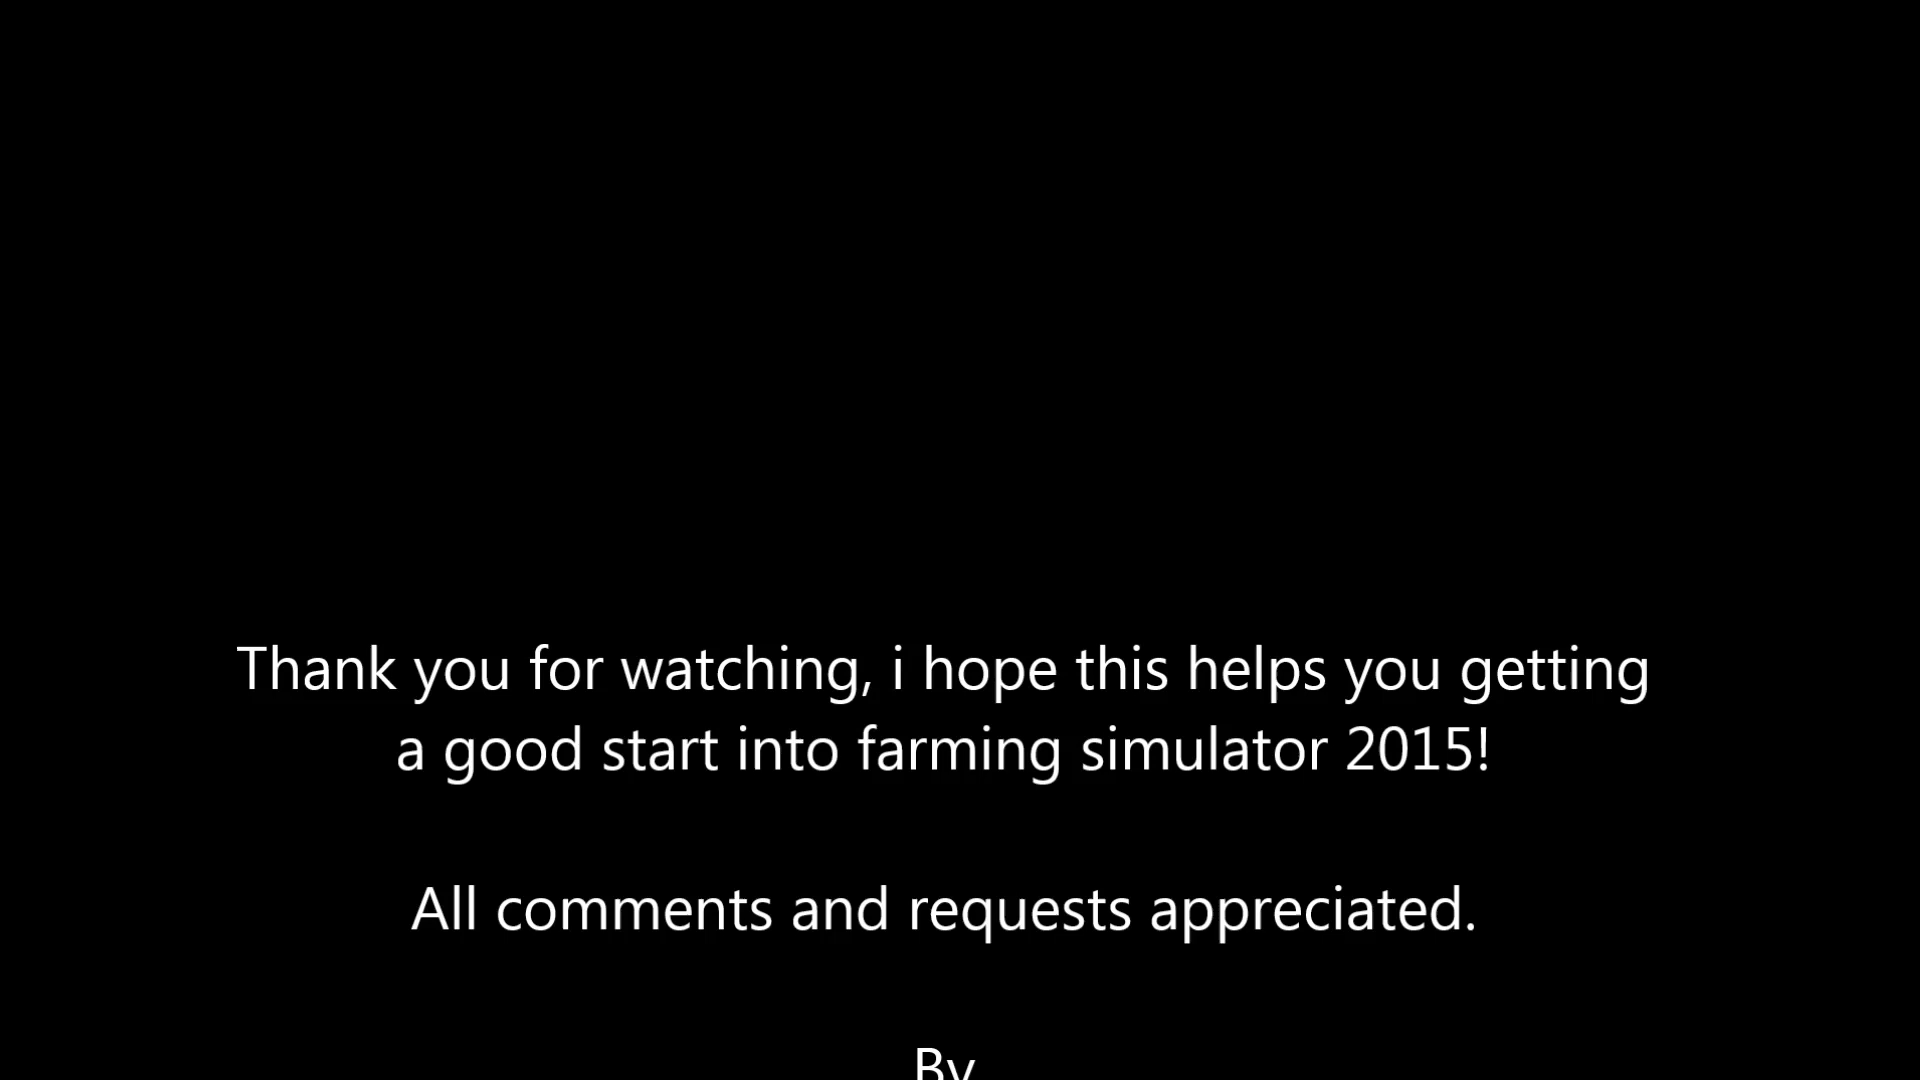 Thank you for watching, i hope this helps you getting
a good start into farming simulator 2015!
All comments and requests appreciated.
By